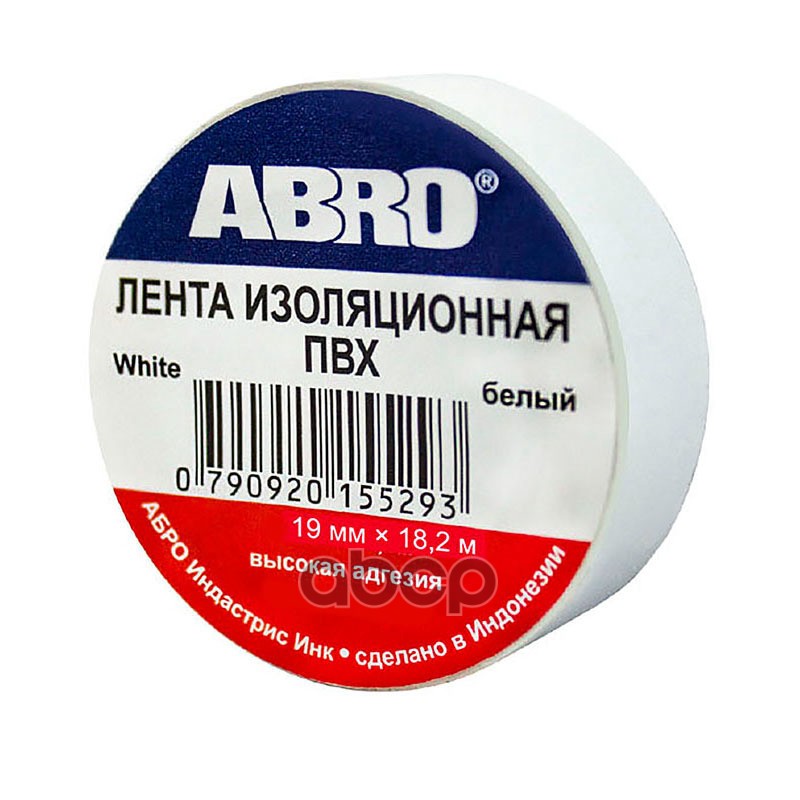 ABRO®
ЛЕНТА ИЗОЛЯЦИОННАЯ
ПВХ
White
белый
0 790920 155293
19 мм × 18,2 м
высокая адгезия
АБРО Индастрис Инк • сделано в Индонезии
авор